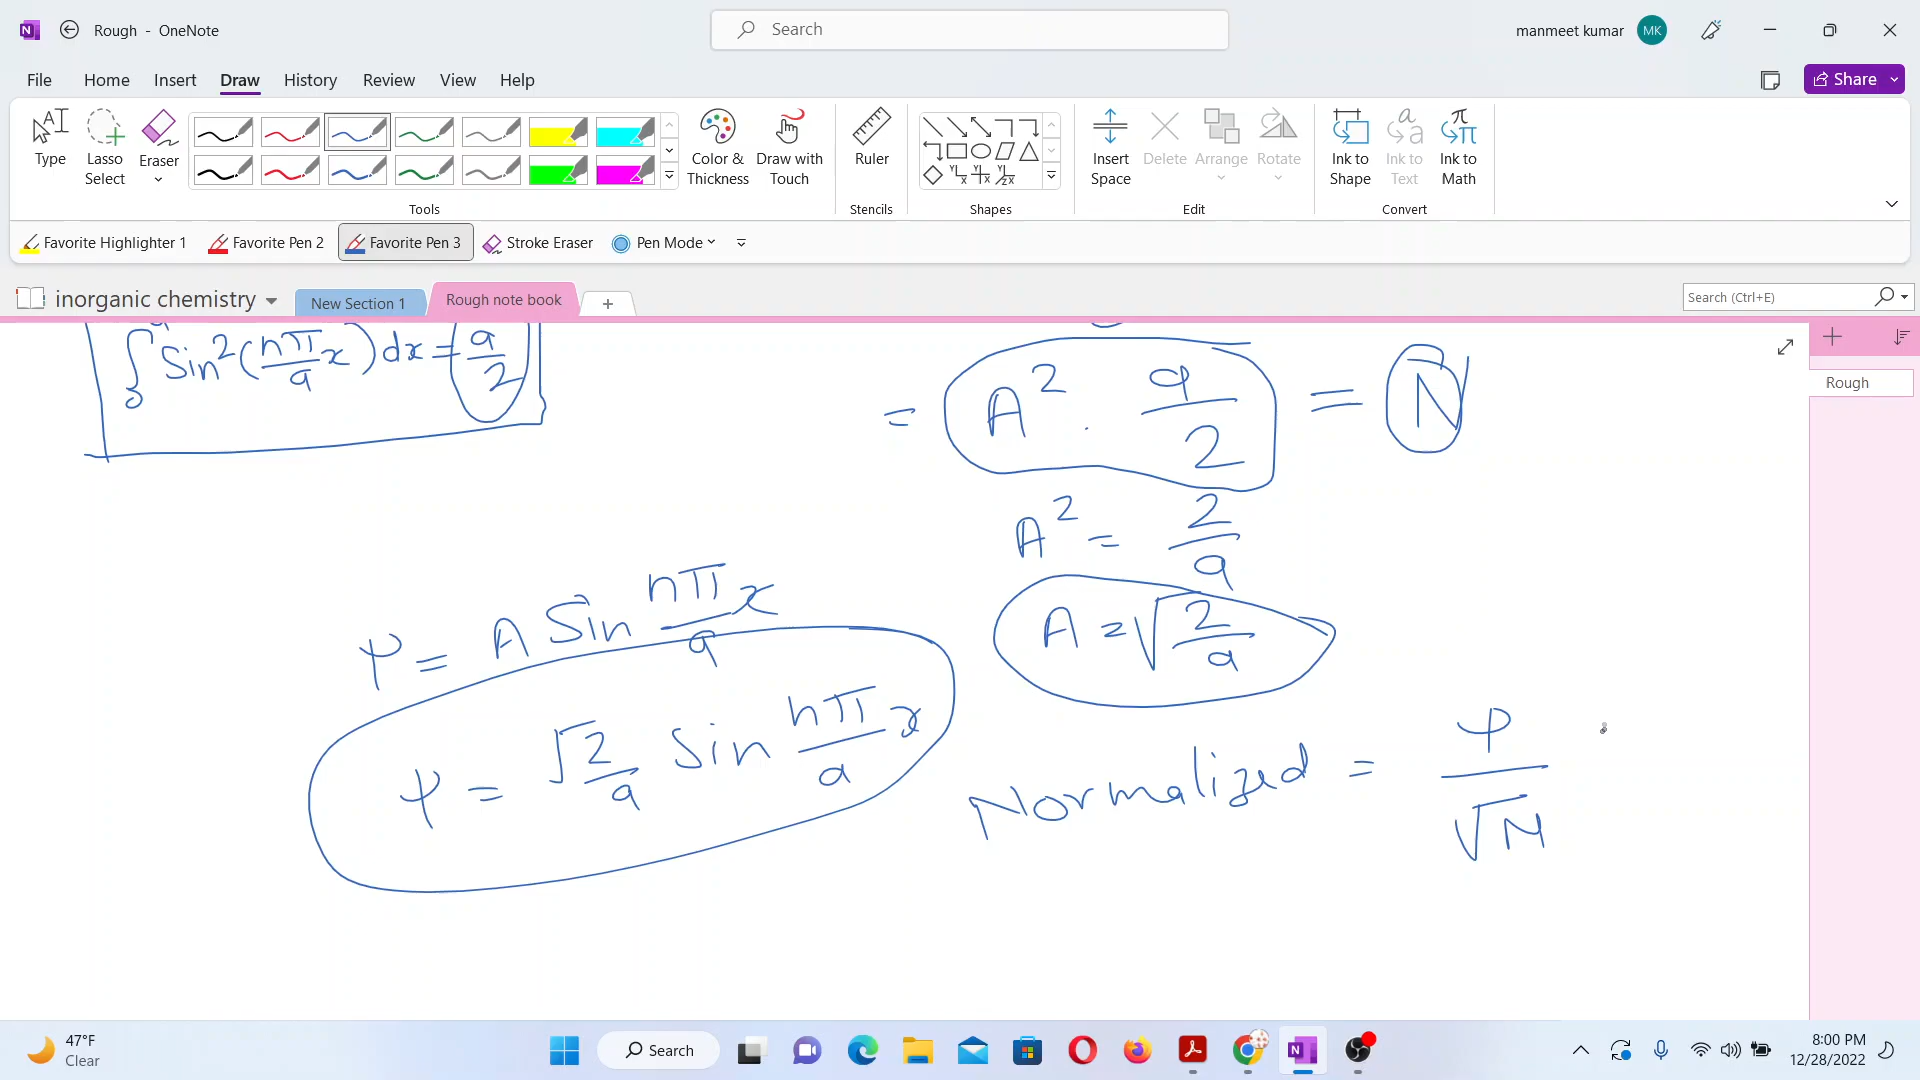 Rough - OneNote
Search
manmeet kumar MK
File Home Insert Draw History Review View Help
Share
Type
Lasso Select
Eraser
Color & Thickness
Draw with Touch
Ruler
Insert Space
Delete
Arrange
Rotate
Ink to Shape
Ink to Text
Ink to Math
Tools Stencils Shapes Edit Convert
Favorite Highlighter 1 Favorite Pen 2 Favorite Pen 3 Stroke Eraser Pen Mode
inorganic chemistry New Section 1 Rough note book +
Search (Ctrl+E)
Rough
∫₀ᵃ Sin²(nπ/a x)dx = a/2
= A² · a/2 = N
A² = 2/a
A = √2/a
Ψ = A Sin nπ/a x
Ψ = √2/a Sin nπ/a x
Normalized = Ψ/√N
47°F
Clear
Search
8:00 PM
12/28/2022